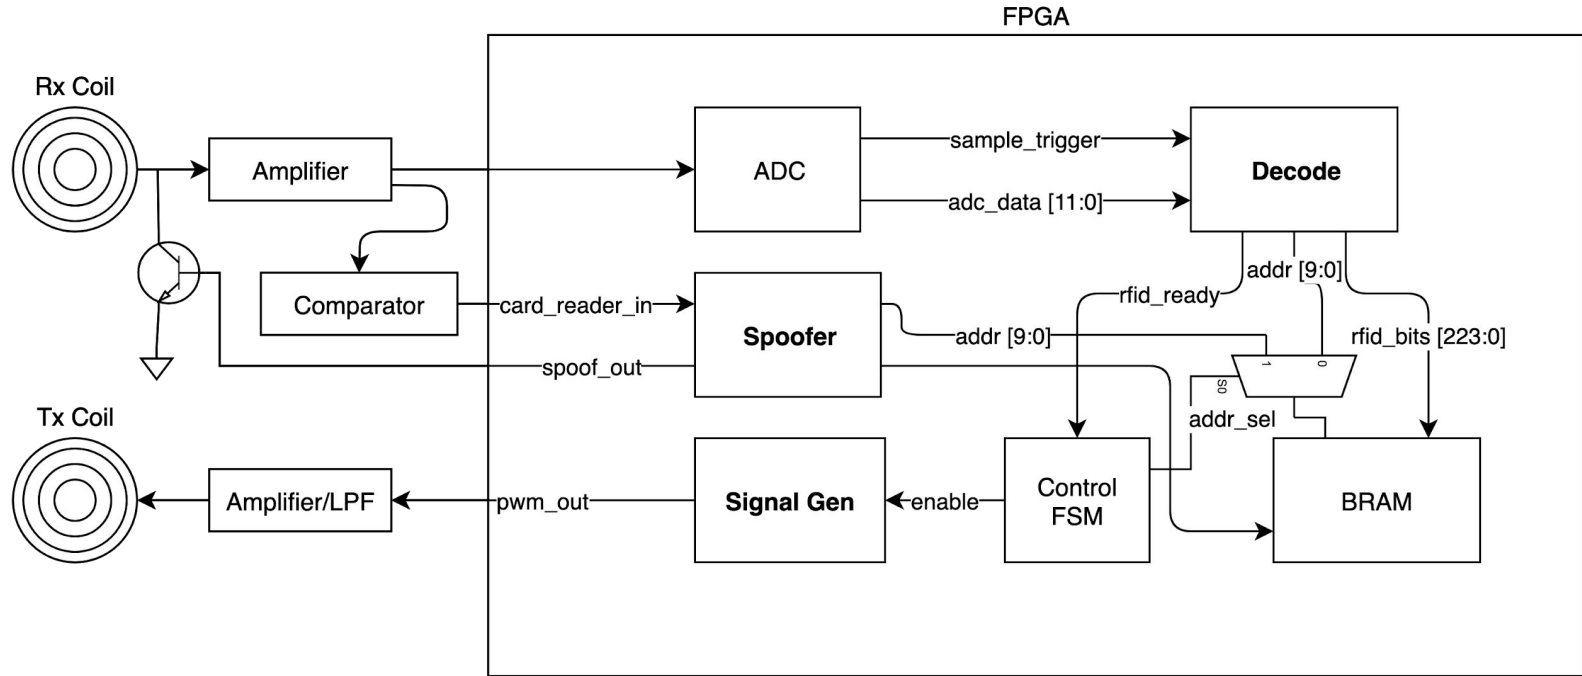 FPGA
Rx Coil
Amplifier
ADC
sample_trigger
adc_data [11:0]
Decode
Comparator
card_reader_in
Spoofer
spoof_out
addr [9:0]
rfid_ready
addr [9:0]
rfid_bits [223:0]
1
0
S0
addr_sel
Tx Coil
Amplifier/LPF
pwm_out
Signal Gen
enable
Control
FSM
BRAM